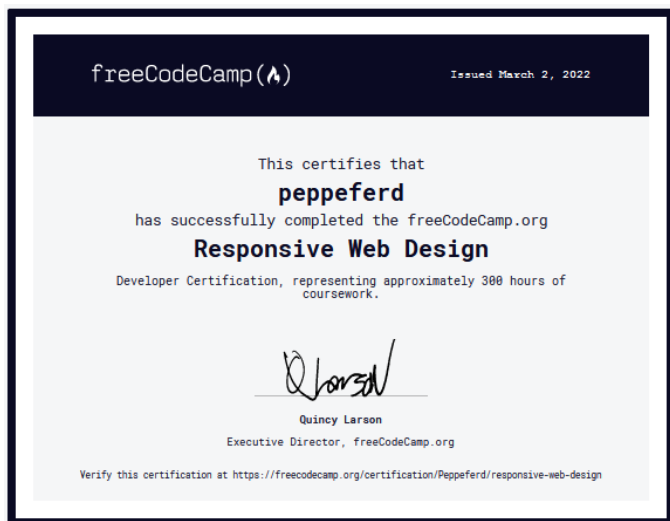 freeCodeCamp(🔥)
Issued March 2, 2022
This certifies that
peppeferd
has successfully completed the freeCodeCamp.org
Responsive Web Design
Developer Certification, representing approximately 300 hours of
coursework.
Q Larson
Quincy Larson
Executive Director, freeCodeCamp.org
Verify this certification at https://freecodecamp.org/certification/Peppeferd/responsive-web-design